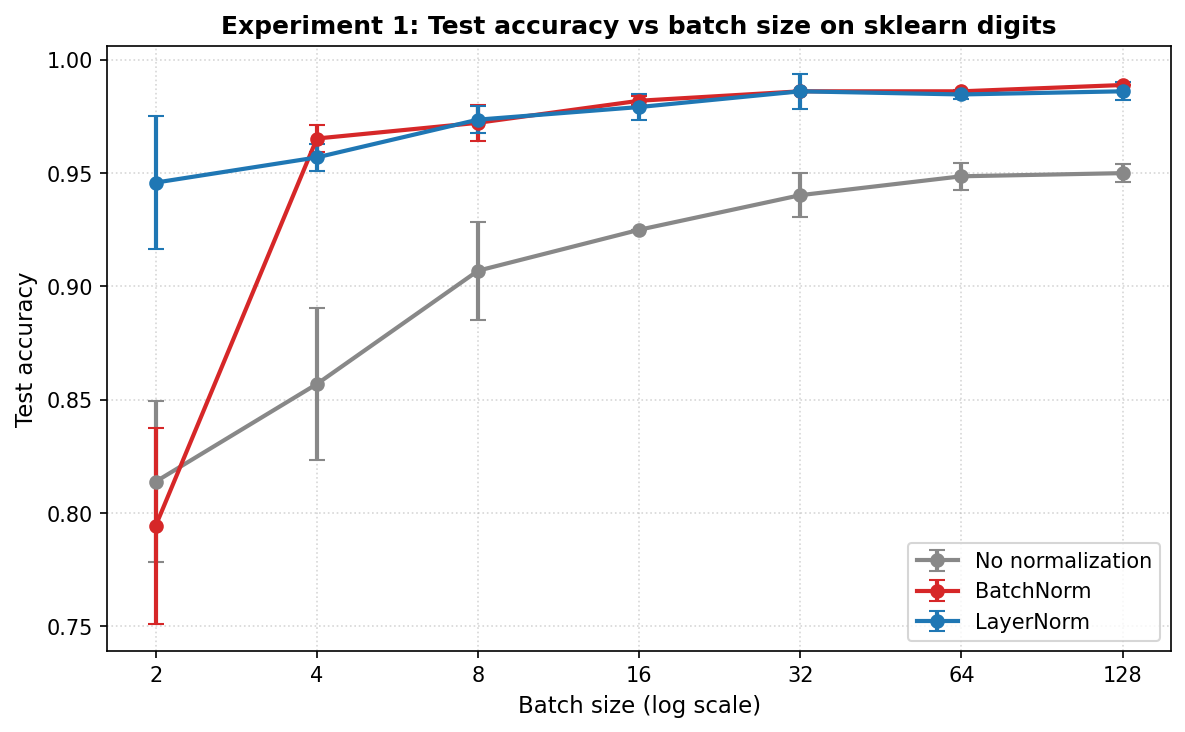 Experiment 1: Test accuracy vs batch size on sklearn digits
Test accuracy
1.00
0.95
0.90
0.85
0.80
0.75
2 4 8 16 32 64 128
Batch size (log scale)
No normalization
BatchNorm
LayerNorm